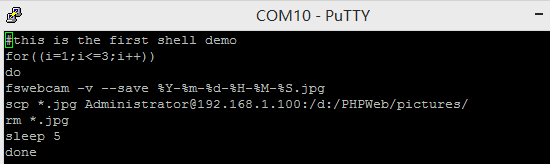 COM10 - PuTTY
#this is the first shell demo
for((i=1;i<=3;i++))
do
fswebcam -v --save %Y-%m-%d-%H-%M-%S.jpg
scp *.jpg Administrator@192.168.1.100:/d:/PHPWeb/pictures/
rm *.jpg
sleep 5
done